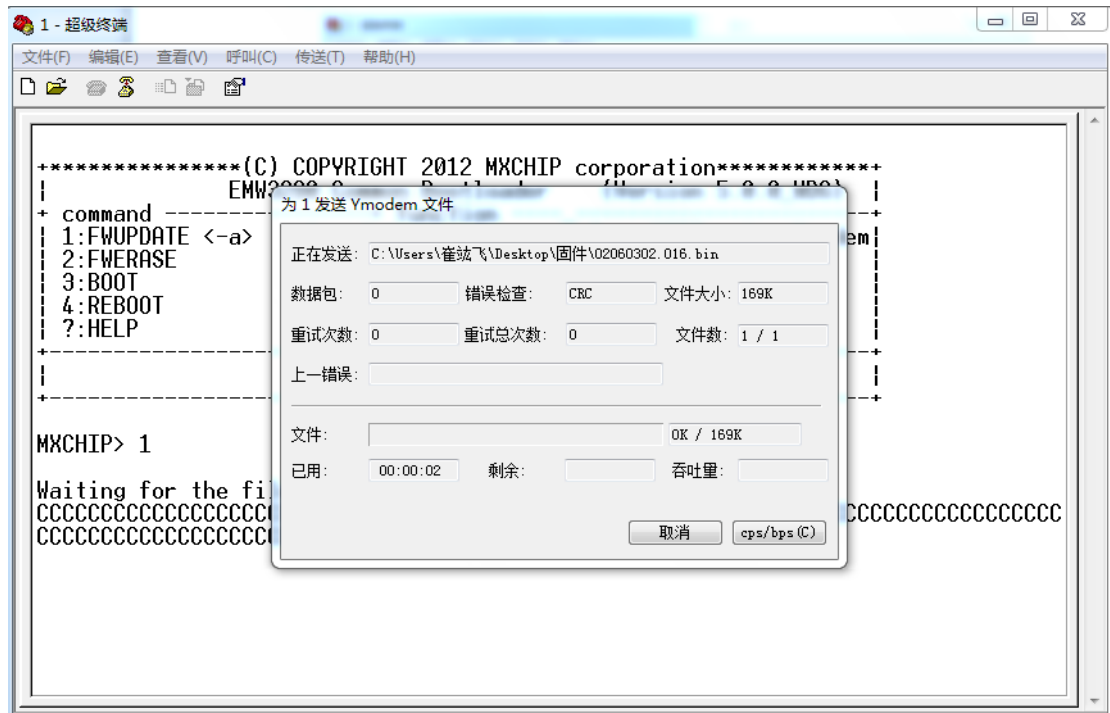 1 - 超级终端
文件(F) 编辑(E) 查看(V) 呼叫(C) 传送(T) 帮助(H)
+****************(C) COPYRIGHT 2012 MXCHIP corporation************+
| EMW |
+ command ---------- --+
| 1:FWUPDATE <-a> em|
| 2:FWERASE |
| 3:BOOT |
| 4:REBOOT |
| ?:HELP |
为 1 发送 Ymodem 文件
正在发送: C:\Users\崔竑飞\Desktop\固件\02060302.016.bin
数据包: 0 错误检查: CRC 文件大小: 169K
重试次数: 0 重试总次数: 0 文件数: 1 / 1
上一错误:
文件: 0K / 169K
已用: 00:00:02 剩余: 吞吐量:
取消 cps/bps(C)
MXCHIP> 1
Waiting for the fi
CCCCCCCCCCCCCCCCCC CCCCCCCCCCCCCCCCC
CCCCCCCCCCCCCCCCCC